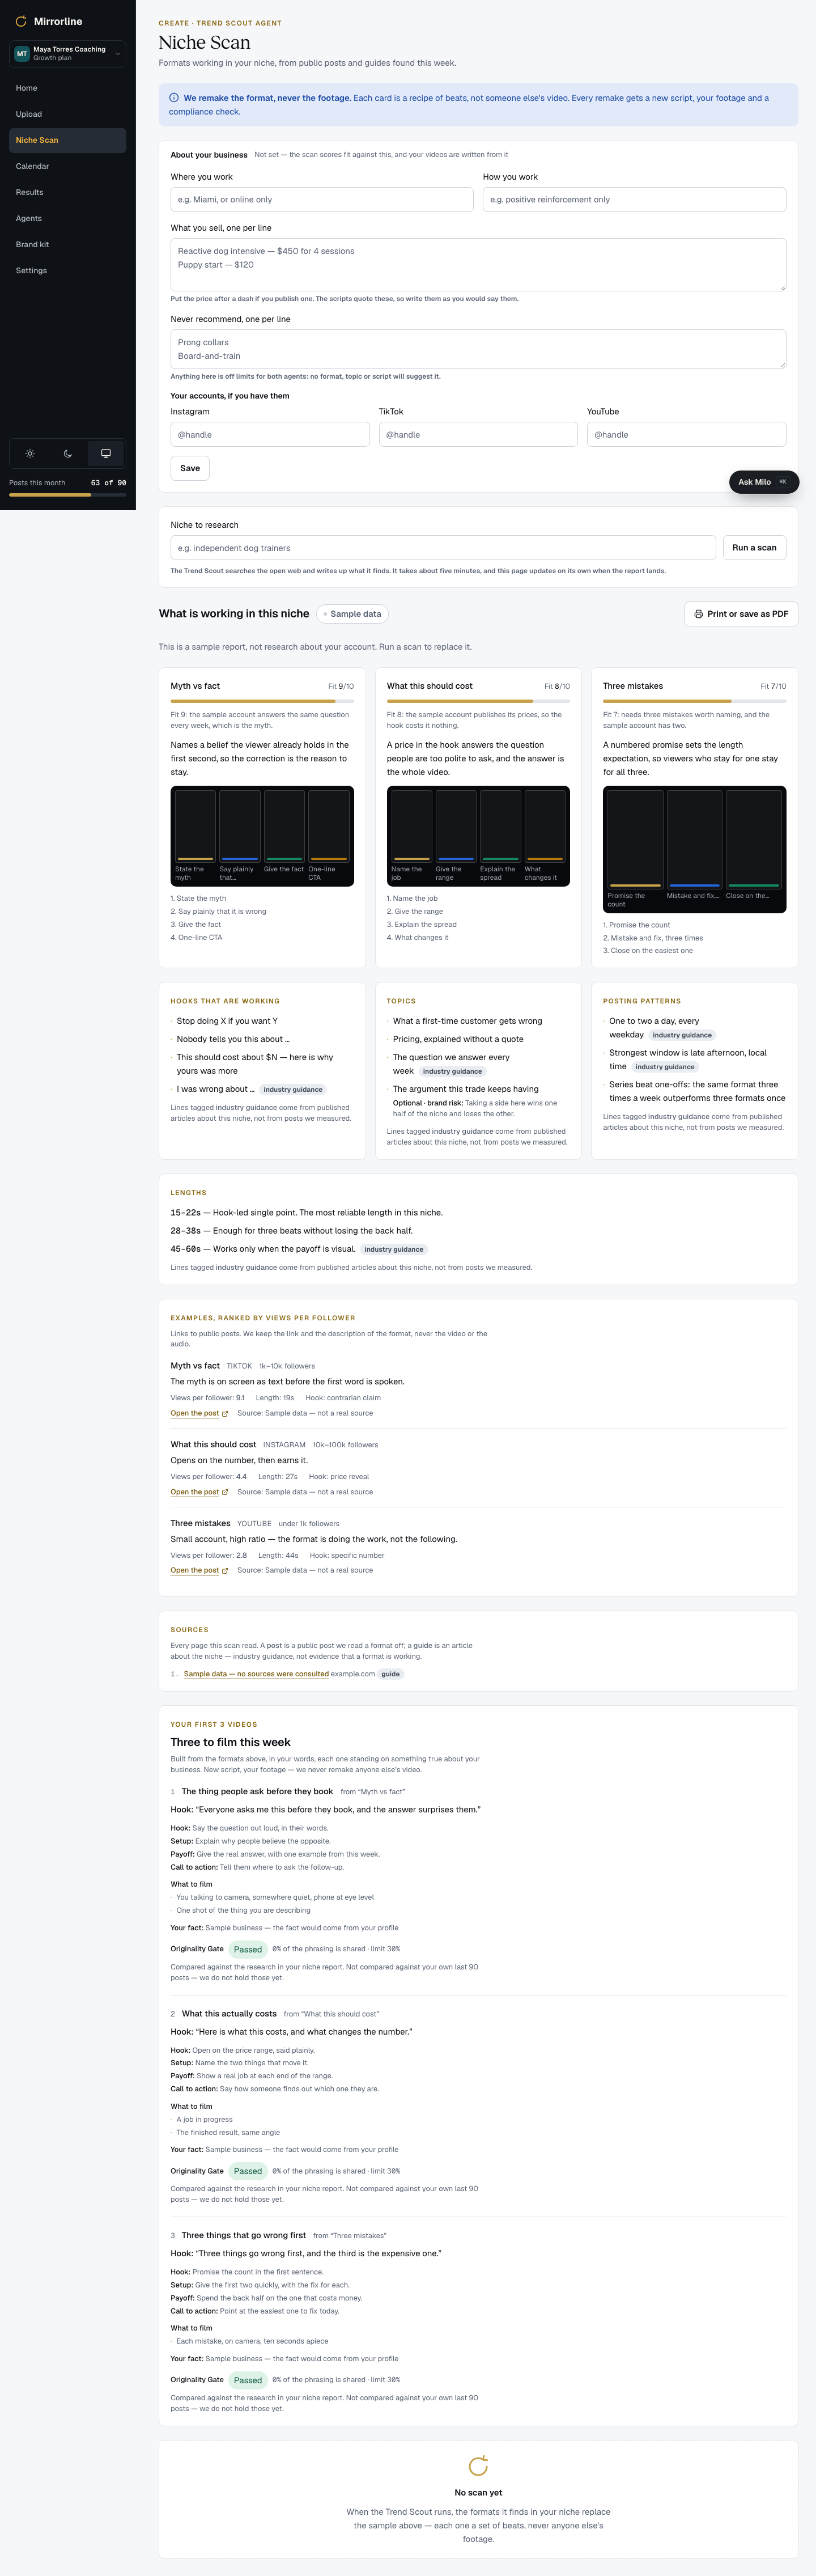 Mirrorline
MT
Maya Torres Coaching
Growth plan
Home
Upload
Niche Scan
Calendar
Results
Agents
Brand kit
Settings
Posts this month 63 of 90
CREATE · TREND SCOUT AGENT
Niche Scan
Formats working in your niche, from public posts and guides found this week.
We remake the format, never the footage. Each card is a recipe of beats, not someone else's video. Every remake gets a new script, your footage and a
compliance check.
About your business Not set — the scan scores fit against this, and your videos are written from it
Where you work
How you work
e.g. Miami, or online only
e.g. positive reinforcement only
What you sell, one per line
Reactive dog intensive — $450 for 4 sessions
Puppy start — $120
Put the price after a dash if you publish one. The scripts quote these, so write them as you would say them.
Never recommend, one per line
Prong collars
Board-and-train
Anything here is off limits for both agents: no format, topic or script will suggest it.
Your accounts, if you have them
Instagram
TikTok
YouTube
@handle
@handle
@handle
Save
Ask Milo ⌘K
Niche to research
e.g. independent dog trainers
Run a scan
The Trend Scout searches the open web and writes up what it finds. It takes about five minutes, and this page updates on its own when the report lands.
What is working in this niche
Sample data
Print or save as PDF
This is a sample report, not research about your account. Run a scan to replace it.
Myth vs fact Fit 9/10
Fit 9: the sample account answers the same question
every week, which is the myth.
Names a belief the viewer already holds in the
first second, so the correction is the reason to
stay.
State the
myth
Say plainly
that…
Give the fact
One-line
CTA
1. State the myth
2. Say plainly that it is wrong
3. Give the fact
4. One-line CTA
What this should cost Fit 8/10
Fit 8: the sample account publishes its prices, so the
hook costs it nothing.
A price in the hook answers the question
people are too polite to ask, and the answer is
the whole video.
Name the
job
Give the
range
Explain the
spread
What
changes it
1. Name the job
2. Give the range
3. Explain the spread
4. What changes it
Three mistakes Fit 7/10
Fit 7: needs three mistakes worth naming, and the
sample account has two.
A numbered promise sets the length
expectation, so viewers who stay for one stay
for all three.
Promise the
count
Mistake and fix,…
Close on the…
1. Promise the count
2. Mistake and fix, three times
3. Close on the easiest one
HOOKS THAT ARE WORKING
· Stop doing X if you want Y
· Nobody tells you this about …
· This should cost about $N — here is why
yours was more
· I was wrong about … industry guidance
Lines tagged industry guidance come from published
articles about this niche, not from posts we measured.
TOPICS
· What a first-time customer gets wrong
· Pricing, explained without a quote
· The question we answer every
week industry guidance
· The argument this trade keeps having
Optional · brand risk: Taking a side here wins one
half of the niche and loses the other.
Lines tagged industry guidance come from published
articles about this niche, not from posts we measured.
POSTING PATTERNS
· One to two a day, every
weekday industry guidance
· Strongest window is late afternoon, local
time industry guidance
· Series beat one-offs: the same format three
times a week outperforms three formats once
Lines tagged industry guidance come from published
articles about this niche, not from posts we measured.
LENGTHS
15–22s — Hook-led single point. The most reliable length in this niche.
28–38s — Enough for three beats without losing the back half.
45–60s — Works only when the payoff is visual. industry guidance
Lines tagged industry guidance come from published articles about this niche, not from posts we measured.
EXAMPLES, RANKED BY VIEWS PER FOLLOWER
Links to public posts. We keep the link and the description of the format, never the video or the
audio.
Myth vs fact TIKTOK 1k–10k followers
The myth is on screen as text before the first word is spoken.
Views per follower: 9.1 Length: 19s Hook: contrarian claim
Open the post Source: Sample data — not a real source
What this should cost INSTAGRAM 10k–100k followers
Opens on the number, then earns it.
Views per follower: 4.4 Length: 27s Hook: price reveal
Open the post Source: Sample data — not a real source
Three mistakes YOUTUBE under 1k followers
Small account, high ratio — the format is doing the work, not the following.
Views per follower: 2.8 Length: 44s Hook: specific number
Open the post Source: Sample data — not a real source
SOURCES
Every page this scan read. A post is a public post we read a format off; a guide is an article
about the niche — industry guidance, not evidence that a format is working.
1. Sample data — no sources were consulted example.com guide
YOUR FIRST 3 VIDEOS
Three to film this week
Built from the formats above, in your words, each one standing on something true about your
business. New script, your footage — we never remake anyone else's video.
1 The thing people ask before they book from “Myth vs fact”
Hook: “Everyone asks me this before they book, and the answer surprises them.”
Hook: Say the question out loud, in their words.
Setup: Explain why people believe the opposite.
Payoff: Give the real answer, with one example from this week.
Call to action: Tell them where to ask the follow-up.
What to film
· You talking to camera, somewhere quiet, phone at eye level
· One shot of the thing you are describing
Your fact: Sample business — the fact would come from your profile
Originality Gate Passed 0% of the phrasing is shared · limit 30%
Compared against the research in your niche report. Not compared against your own last 90
posts — we do not hold those yet.
2 What this actually costs from “What this should cost”
Hook: “Here is what this costs, and what changes the number.”
Hook: Open on the price range, said plainly.
Setup: Name the two things that move it.
Payoff: Show a real job at each end of the range.
Call to action: Say how someone finds out which one they are.
What to film
· A job in progress
· The finished result, same angle
Your fact: Sample business — the fact would come from your profile
Originality Gate Passed 0% of the phrasing is shared · limit 30%
Compared against the research in your niche report. Not compared against your own last 90
posts — we do not hold those yet.
3 Three things that go wrong first from “Three mistakes”
Hook: “Three things go wrong first, and the third is the expensive one.”
Hook: Promise the count in the first sentence.
Setup: Give the first two quickly, with the fix for each.
Payoff: Spend the back half on the one that costs money.
Call to action: Point at the easiest one to fix today.
What to film
· Each mistake, on camera, ten seconds apiece
Your fact: Sample business — the fact would come from your profile
Originality Gate Passed 0% of the phrasing is shared · limit 30%
Compared against the research in your niche report. Not compared against your own last 90
posts — we do not hold those yet.
No scan yet
When the Trend Scout runs, the formats it finds in your niche replace
the sample above — each one a set of beats, never anyone else's
footage.